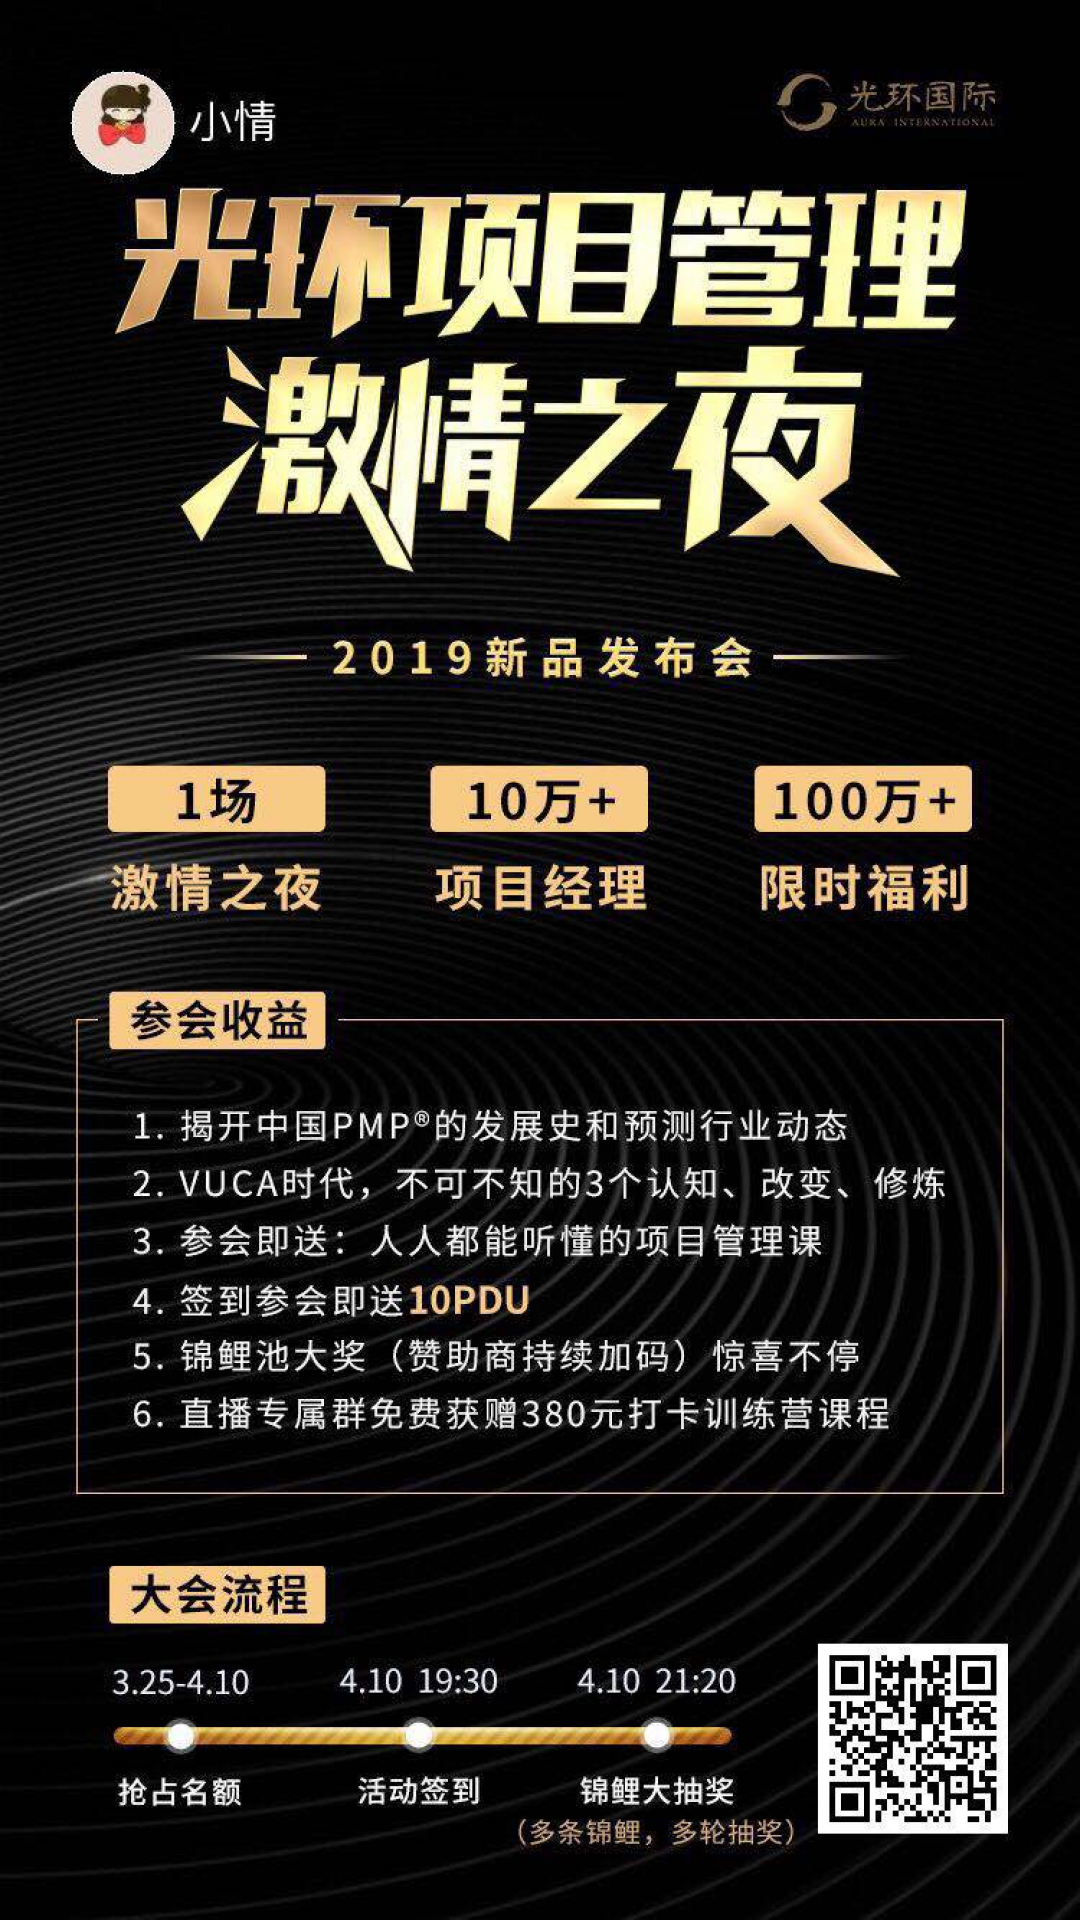 小情
光环国际
AURA INTERNATIONAL
光环项目管理
激情之夜
2019新品发布会
1场
10万+
100万+
激情之夜
项目经理
限时福利
参会收益
1. 揭开中国PMP®的发展史和预测行业动态
2. VUCA时代，不可不知的3个认知、改变、修炼
3. 参会即送：人人都能听懂的项目管理课
4. 签到参会即送10PDU
5. 锦鲤池大奖（赞助商持续加码）惊喜不停
6. 直播专属群免费获赠380元打卡训练营课程
大会流程
3.25-4.10
4.10 19:30
4.10 21:20
抢占名额
活动签到
锦鲤大抽奖
（多条锦鲤，多轮抽奖）